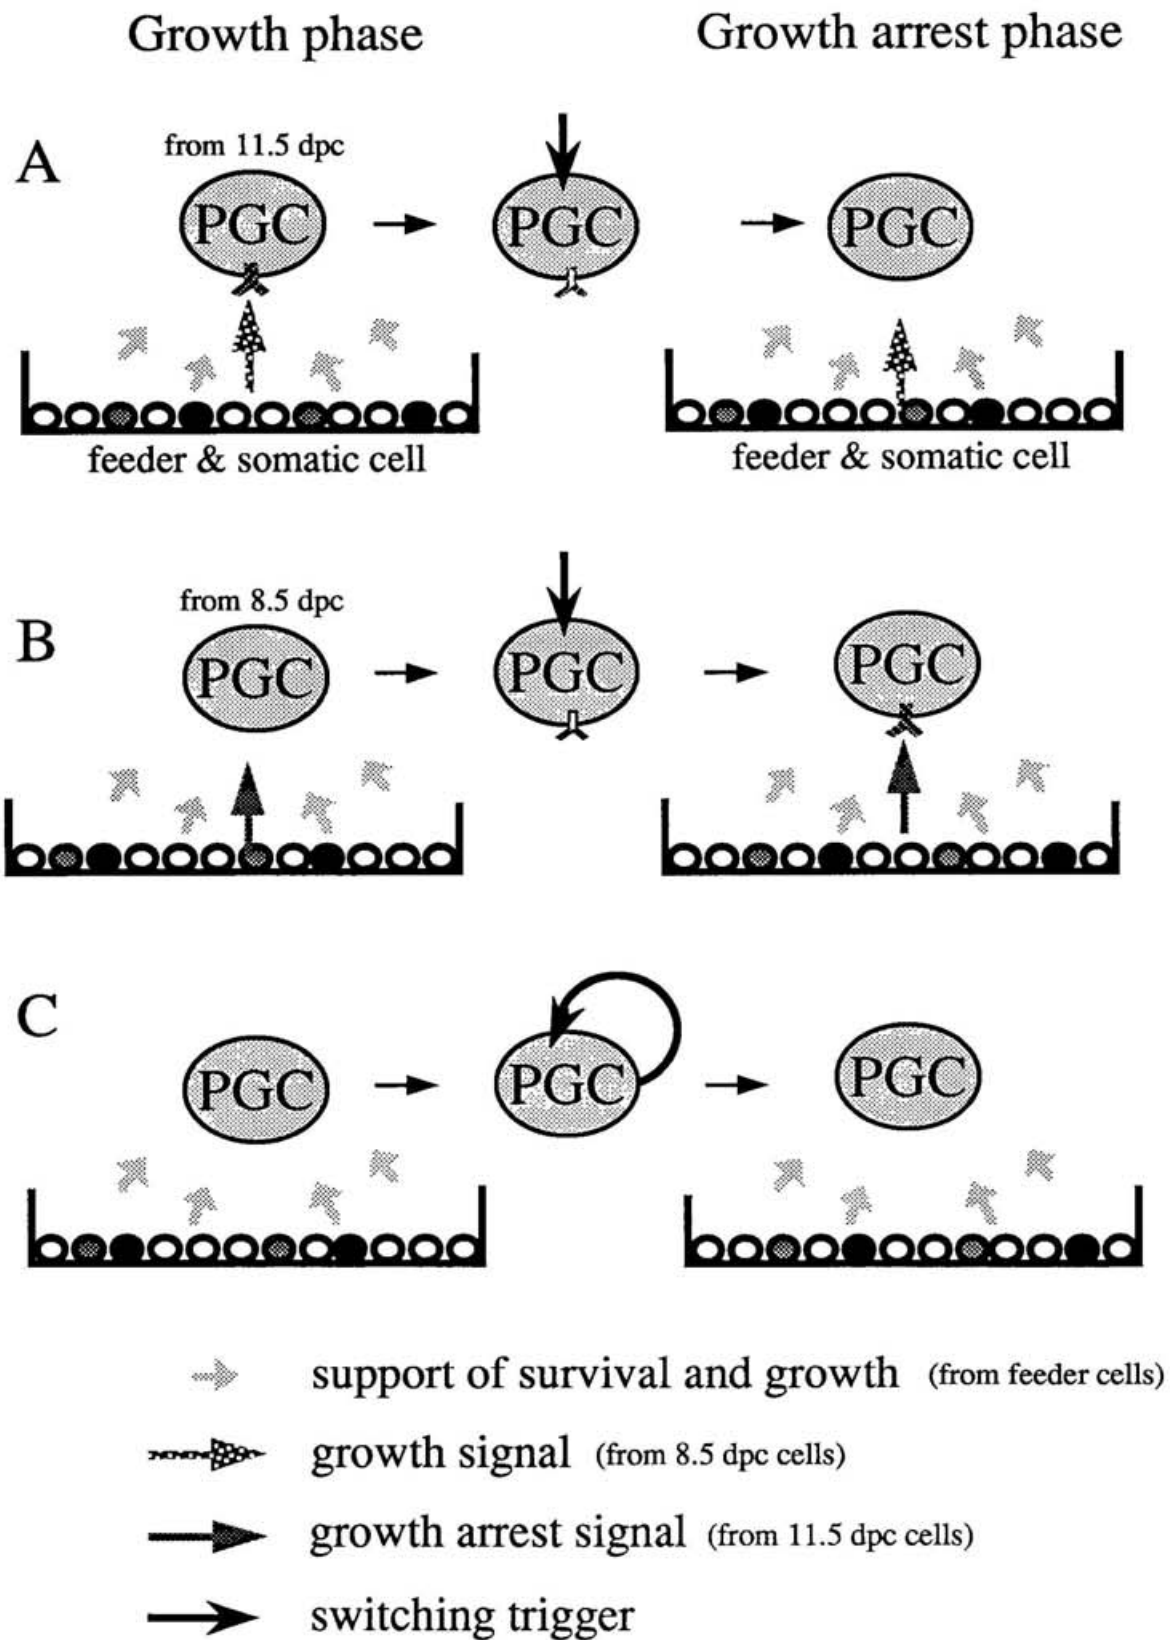 Growth phase Growth arrest phase
A
from 11.5 dpc
PGC PGC PGC
feeder & somatic cell feeder & somatic cell
B
from 8.5 dpc
PGC PGC PGC
C
PGC PGC PGC
support of survival and growth (from feeder cells)
growth signal (from 8.5 dpc cells)
growth arrest signal (from 11.5 dpc cells)
switching trigger